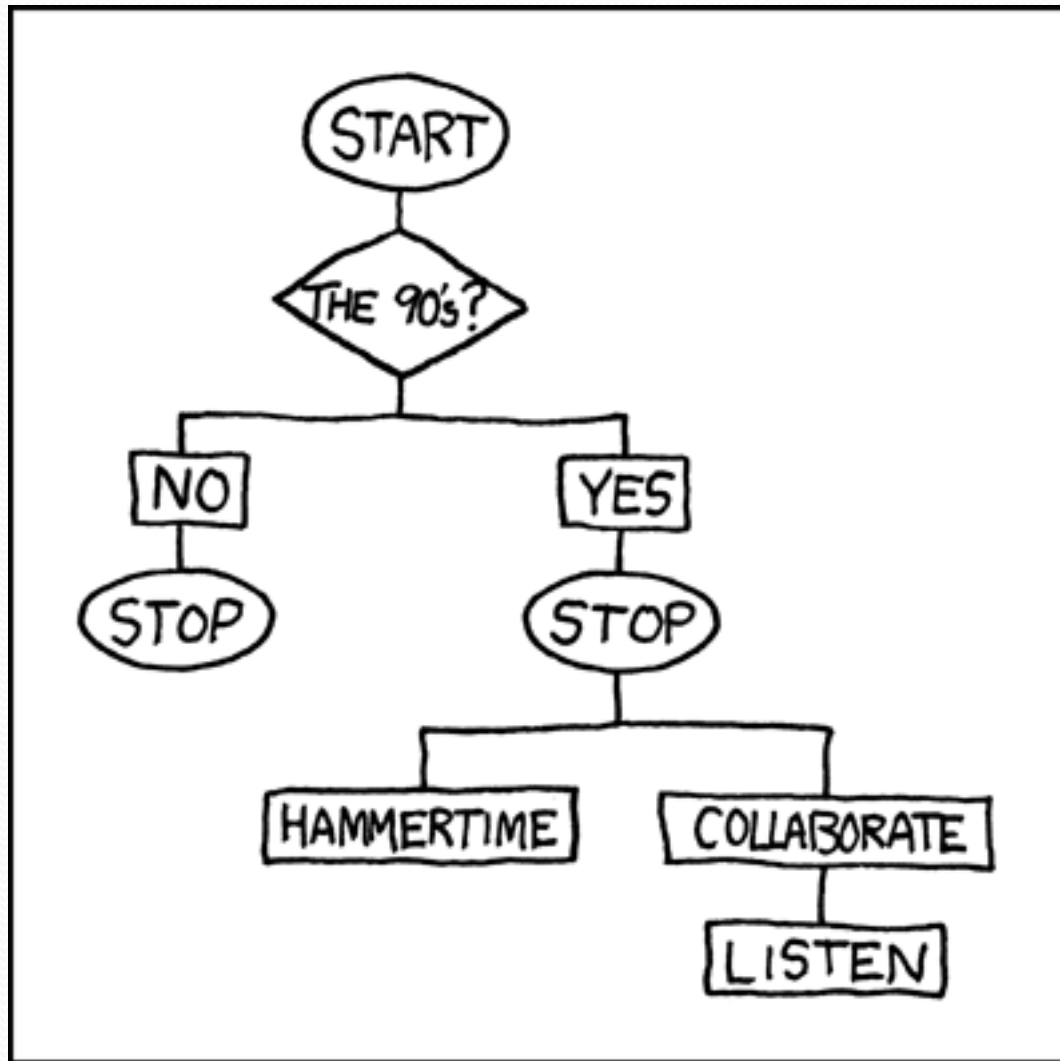 START
THE 90's?
NO
YES
STOP
STOP
HAMMERTIME
COLLABORATE
LISTEN